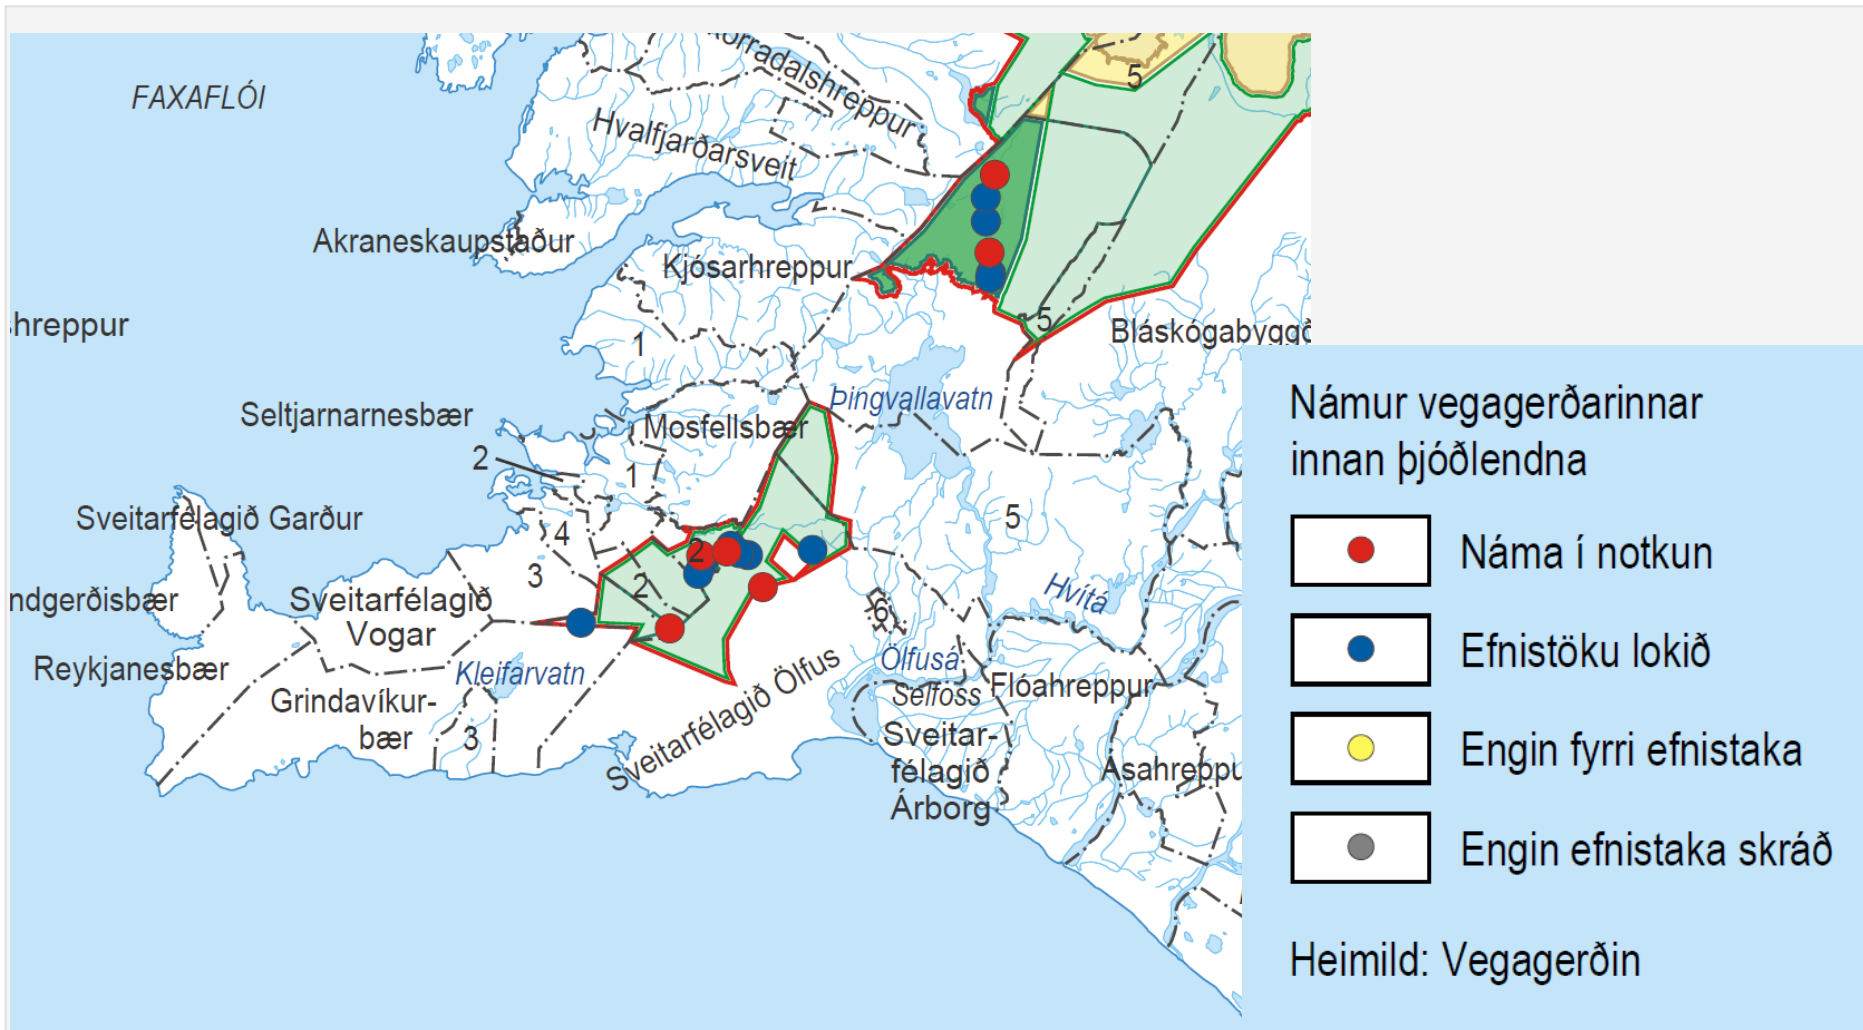 FAXAFLÓI
Hvalfjarðarsveit
5
Akraneskaupstaður
Kjósarhreppur
hreppur
1
5
Bláskógabyggð
Seltjarnarnesbær
Þingvallavatn
Mosfellsbær
2
1
Sveitarfélagið Garður
4
5
2
3
2
ndgerðisbær
Sveitarfélagið
Vogar
Hvítá
6
Reykjanesbær
Kleifarvatn
Ölfusá
Selfoss
Flóahreppur
Grindavíkur-
bær
3
Sveitarfélagið Ölfus
Sveitar-
félagið
Árborg
Ásahreppu
Námur vegagerðarinnar
innan þjóðlendna
Náma í notkun
Efnistöku lokið
Engin fyrri efnistaka
Engin efnistaka skráð
Heimild: Vegagerðin